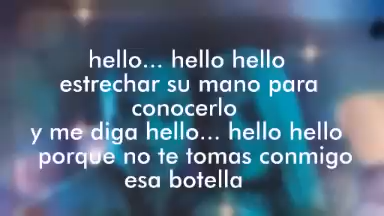 hello... hello hello
estrechar su mano para
conocerlo
y me diga hello... hello hello
porque no te tomas conmigo
esa botella